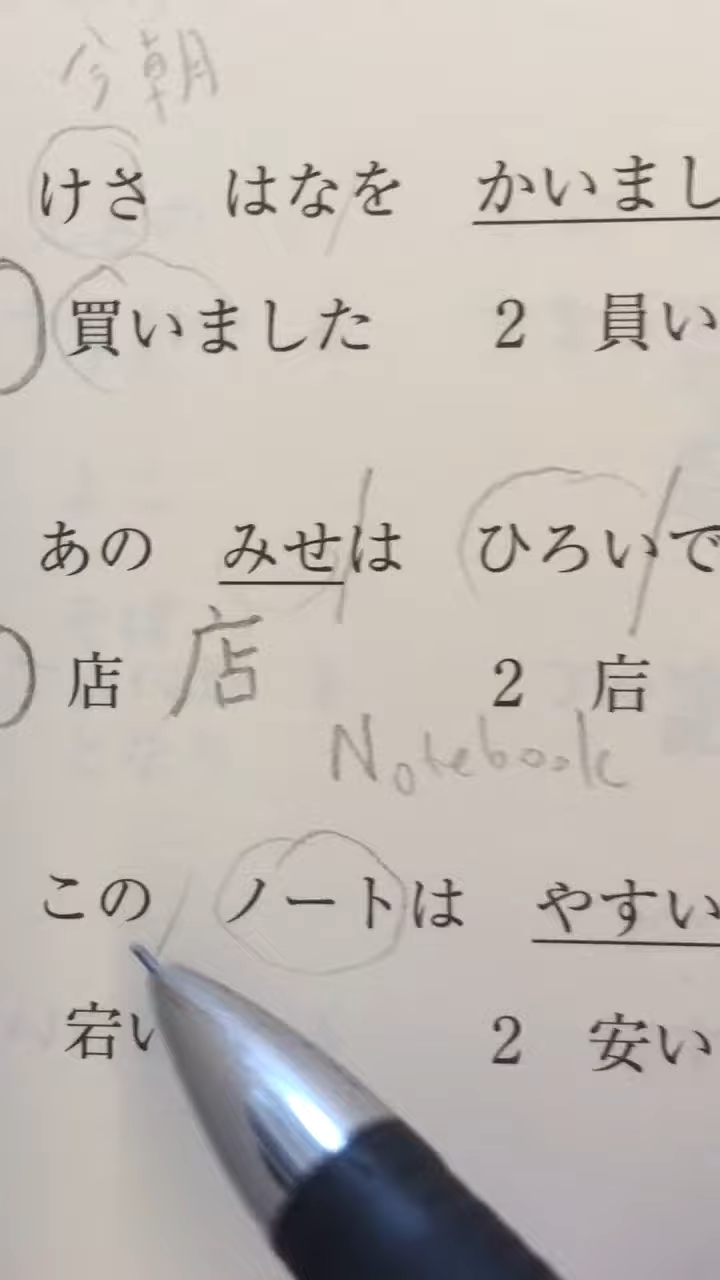 今朝
けさ はなを かいまし
買いました 2 員い
あの みせは ひろいで
店 店 2
Notebook
この ノートは やすい
い 2 安い